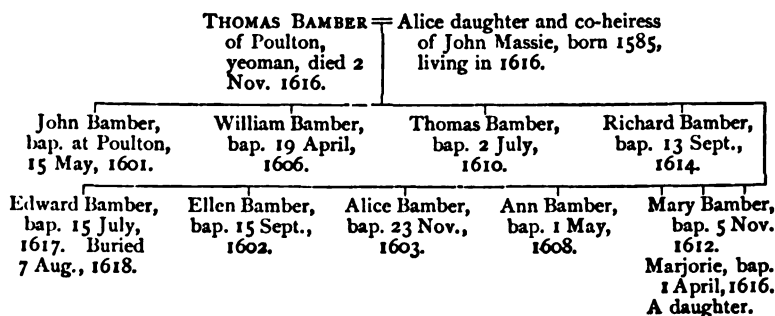 THOMAS BAMBER = Alice daughter and co-heiress
of Poulton, of John Massie, born 1585,
yeoman, died 2 living in 1616.
Nov. 1616.
John Bamber, William Bamber, Thomas Bamber, Richard Bamber,
bap. at Poulton, bap. 19 April, bap. 2 July, bap. 13 Sept.,
15 May, 1601. 1606. 1610. 1614.
Edward Bamber, Ellen Bamber, Alice Bamber, Ann Bamber, Mary Bamber,
bap. 15 July, bap. 15 Sept., bap. 23 Nov., bap. 1 May, bap. 5 Nov.
1617. Buried 1602. 1603. 1608. 1612.
7 Aug., 1618. Marjorie, bap.
1 April, 1616.
A daughter.